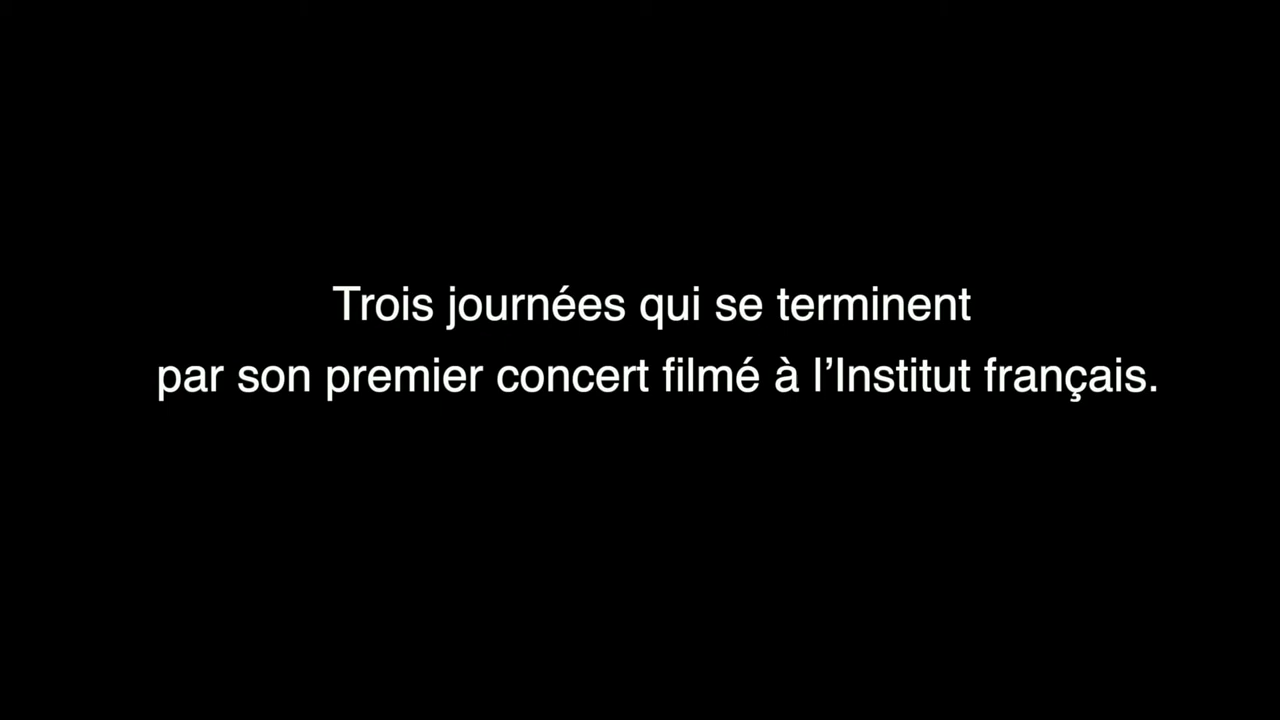 Trois journées qui se terminent
par son premier concert filmé à l’Institut français.